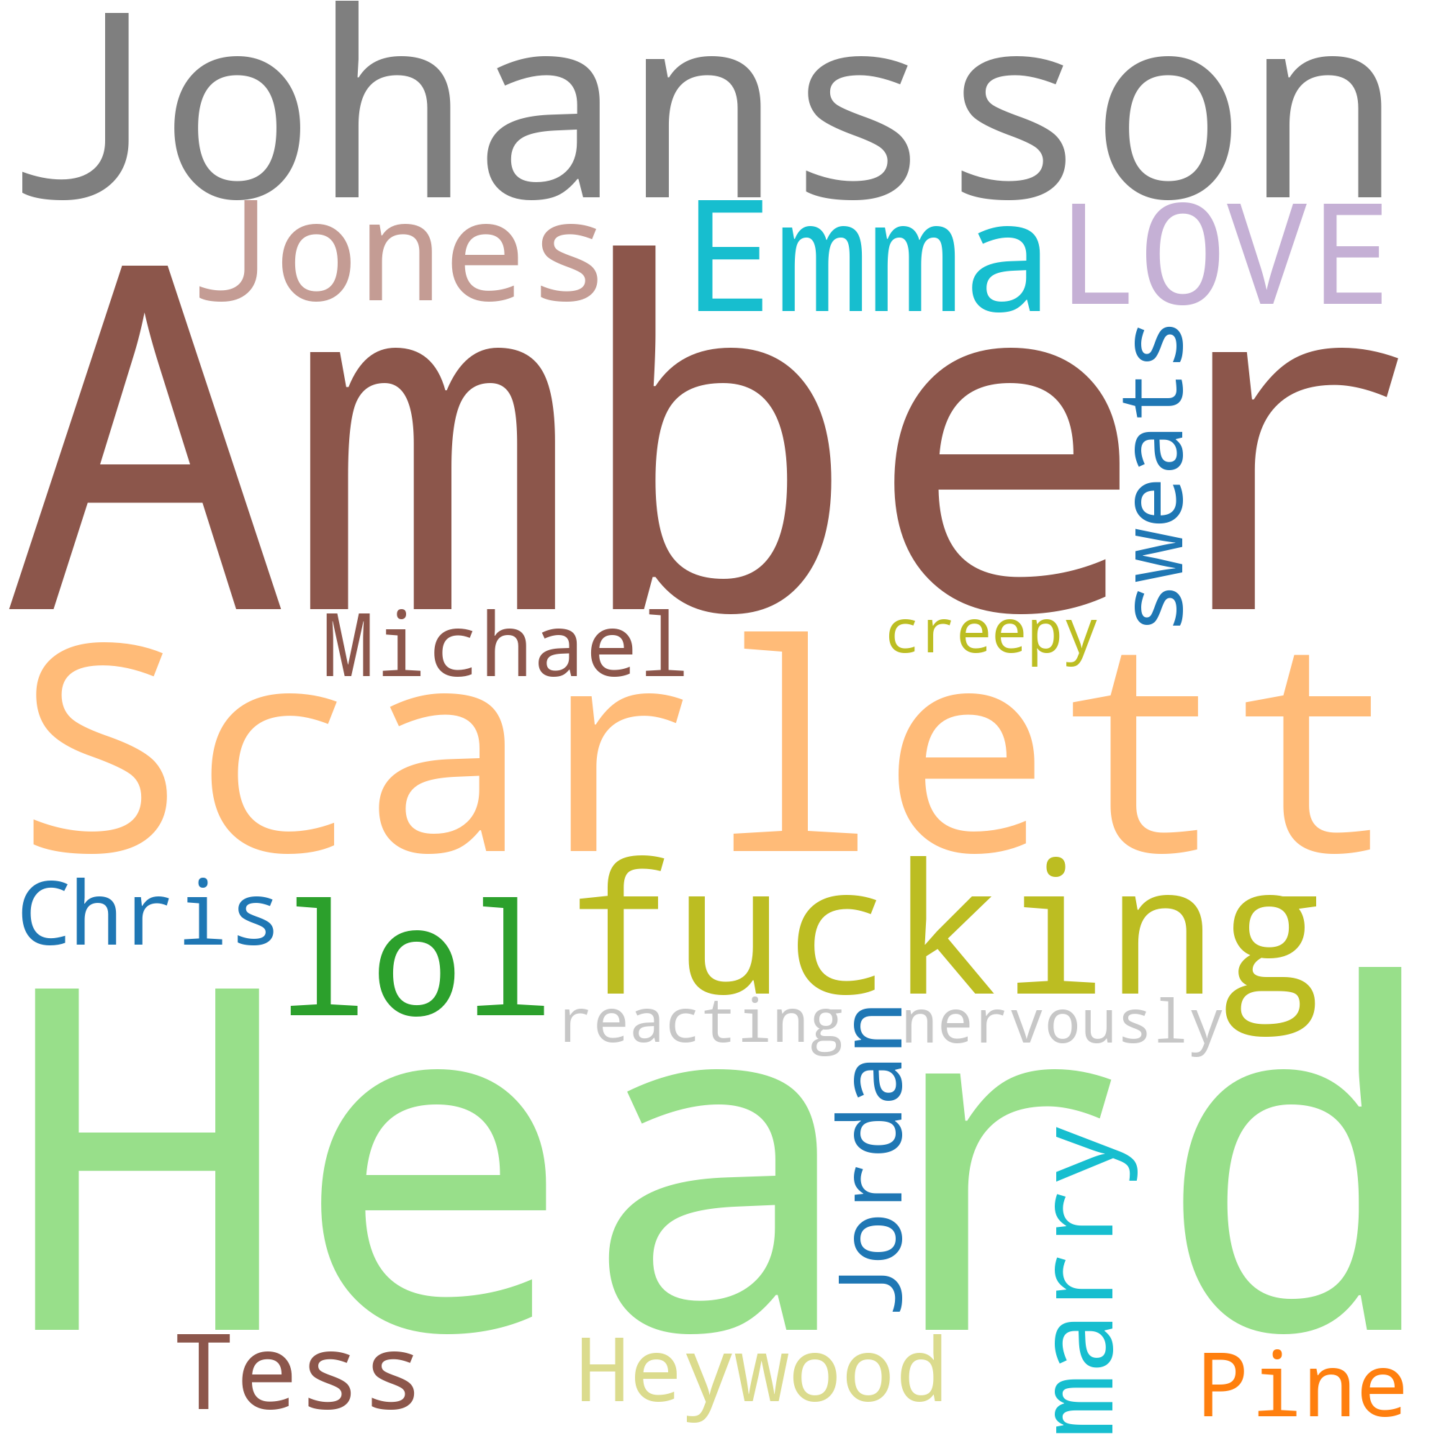 Johansson
Jones Emma LOVE
Amber
sweats
Michael creepy
Scarlett
Chris lol fucking
reacting nervously
Heard
Jordan
marry
Tess Heywood Pine